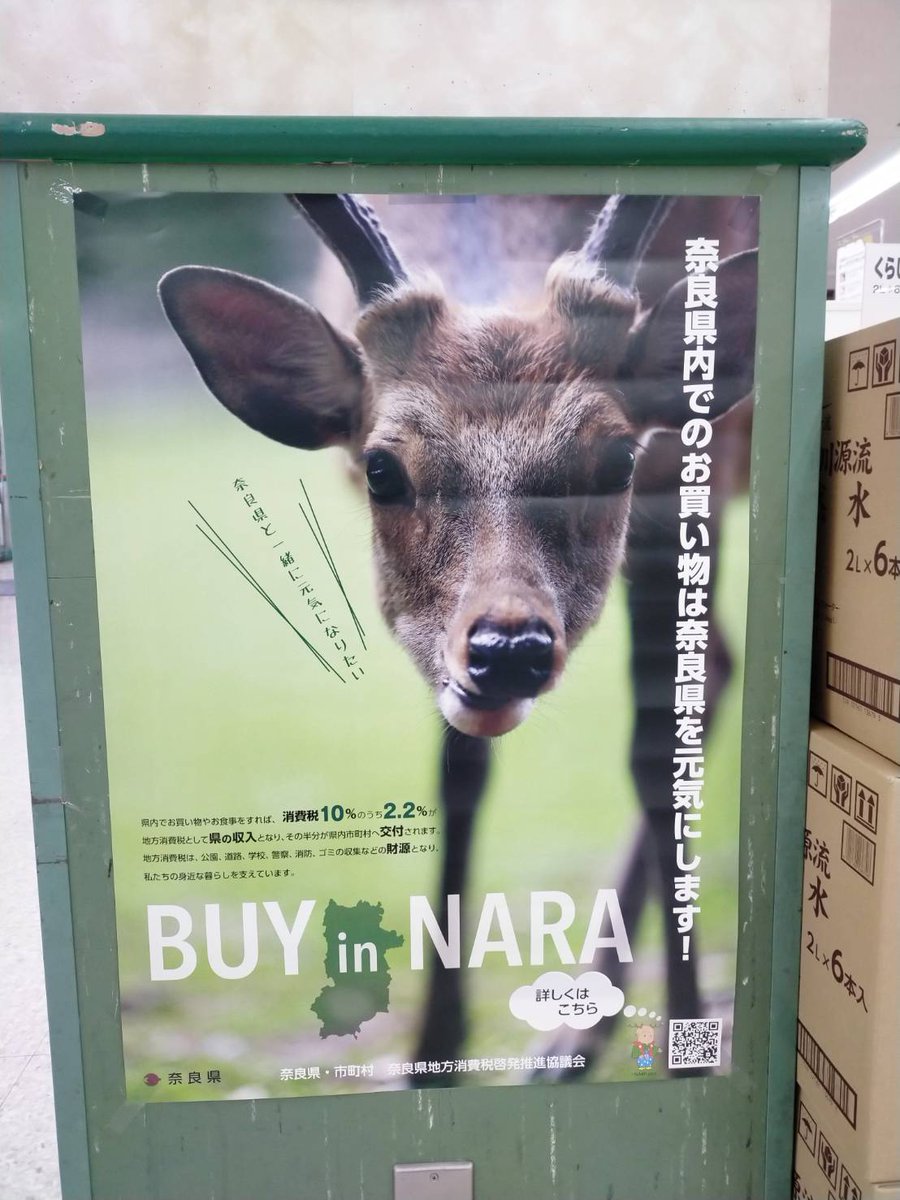 奈良県内でのお買い物は奈良県を元気にします！
奈良県と一緒に元気になりたい
県内でお買い物やお食事をすれば、消費税10%のうち2.2%が
地方消費税として県の収入となり、その半分が県内市町村へ交付されます。
地方消費税は、公園、道路、学校、警察、消防、ゴミの収集などの財源となり、
私たちの身近な暮らしを支えています。
BUY in NARA
詳しくは
こちら
奈良県
奈良県・市町村 奈良県地方消費税啓発推進協議会
くらし
源流
水
2L×6本
源流
水
2L×6本入